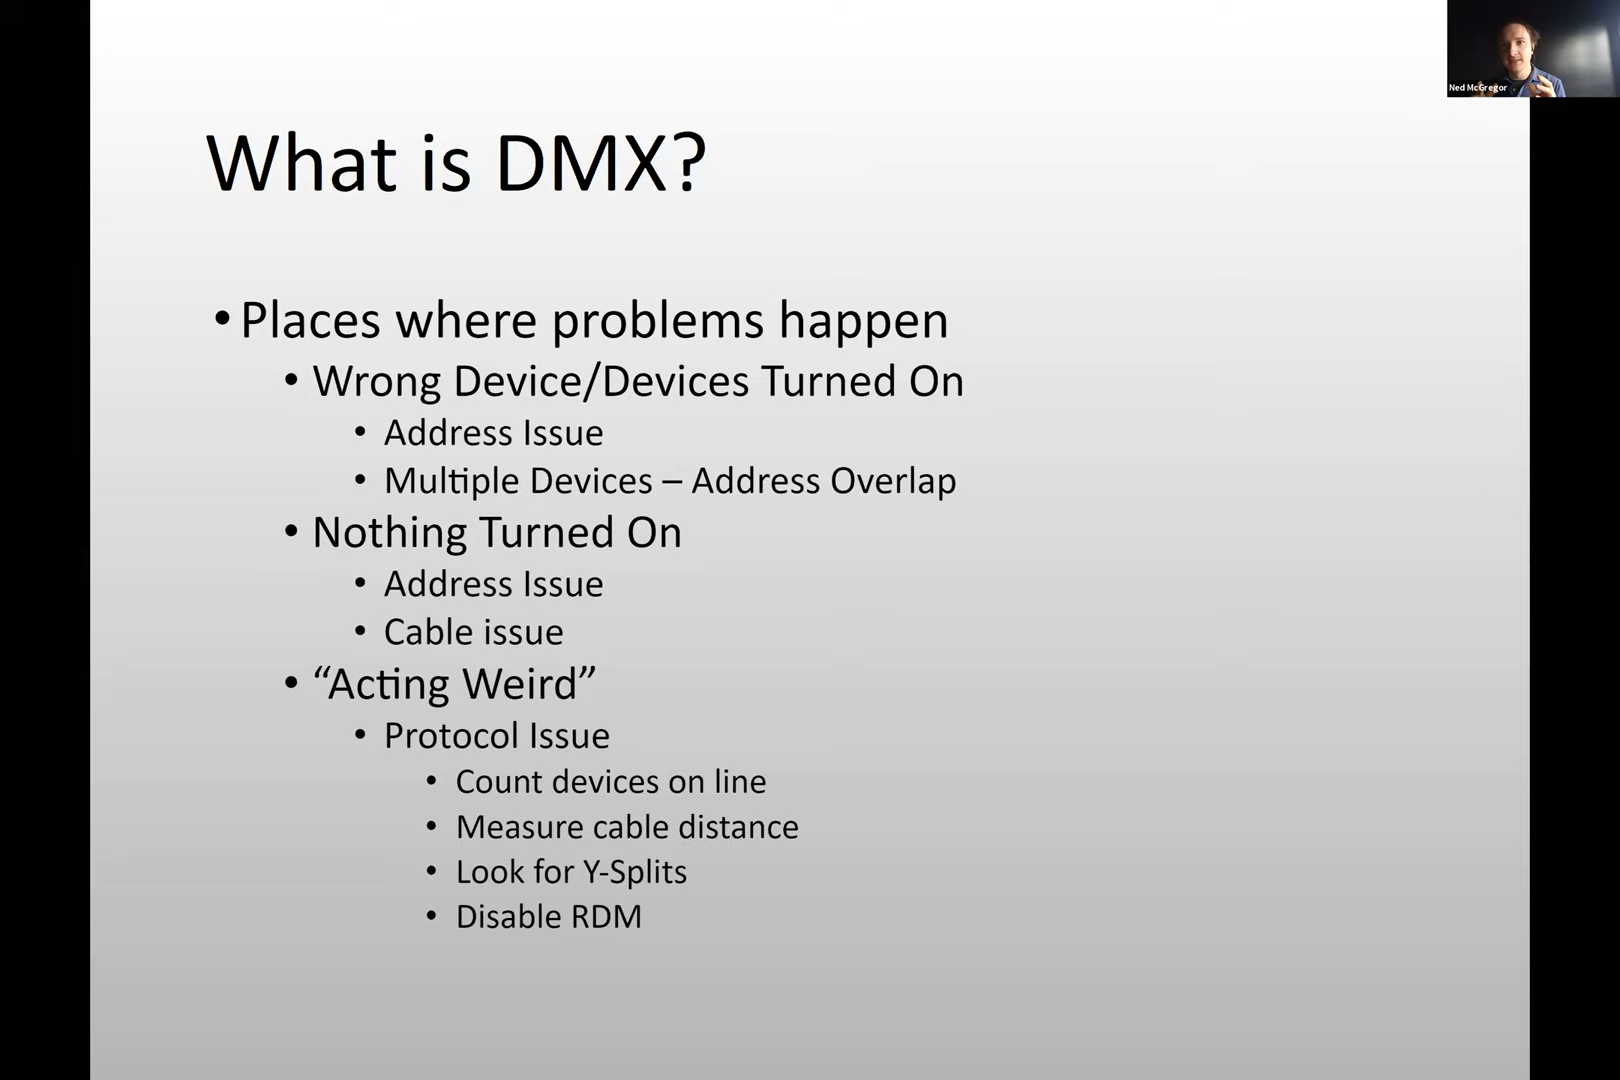 Ned McGregor
What is DMX?
• Places where problems happen
• Wrong Device/Devices Turned On
• Address Issue
• Multiple Devices – Address Overlap
• Nothing Turned On
• Address Issue
• Cable issue
• “Acting Weird”
• Protocol Issue
• Count devices on line
• Measure cable distance
• Look for Y-Splits
• Disable RDM